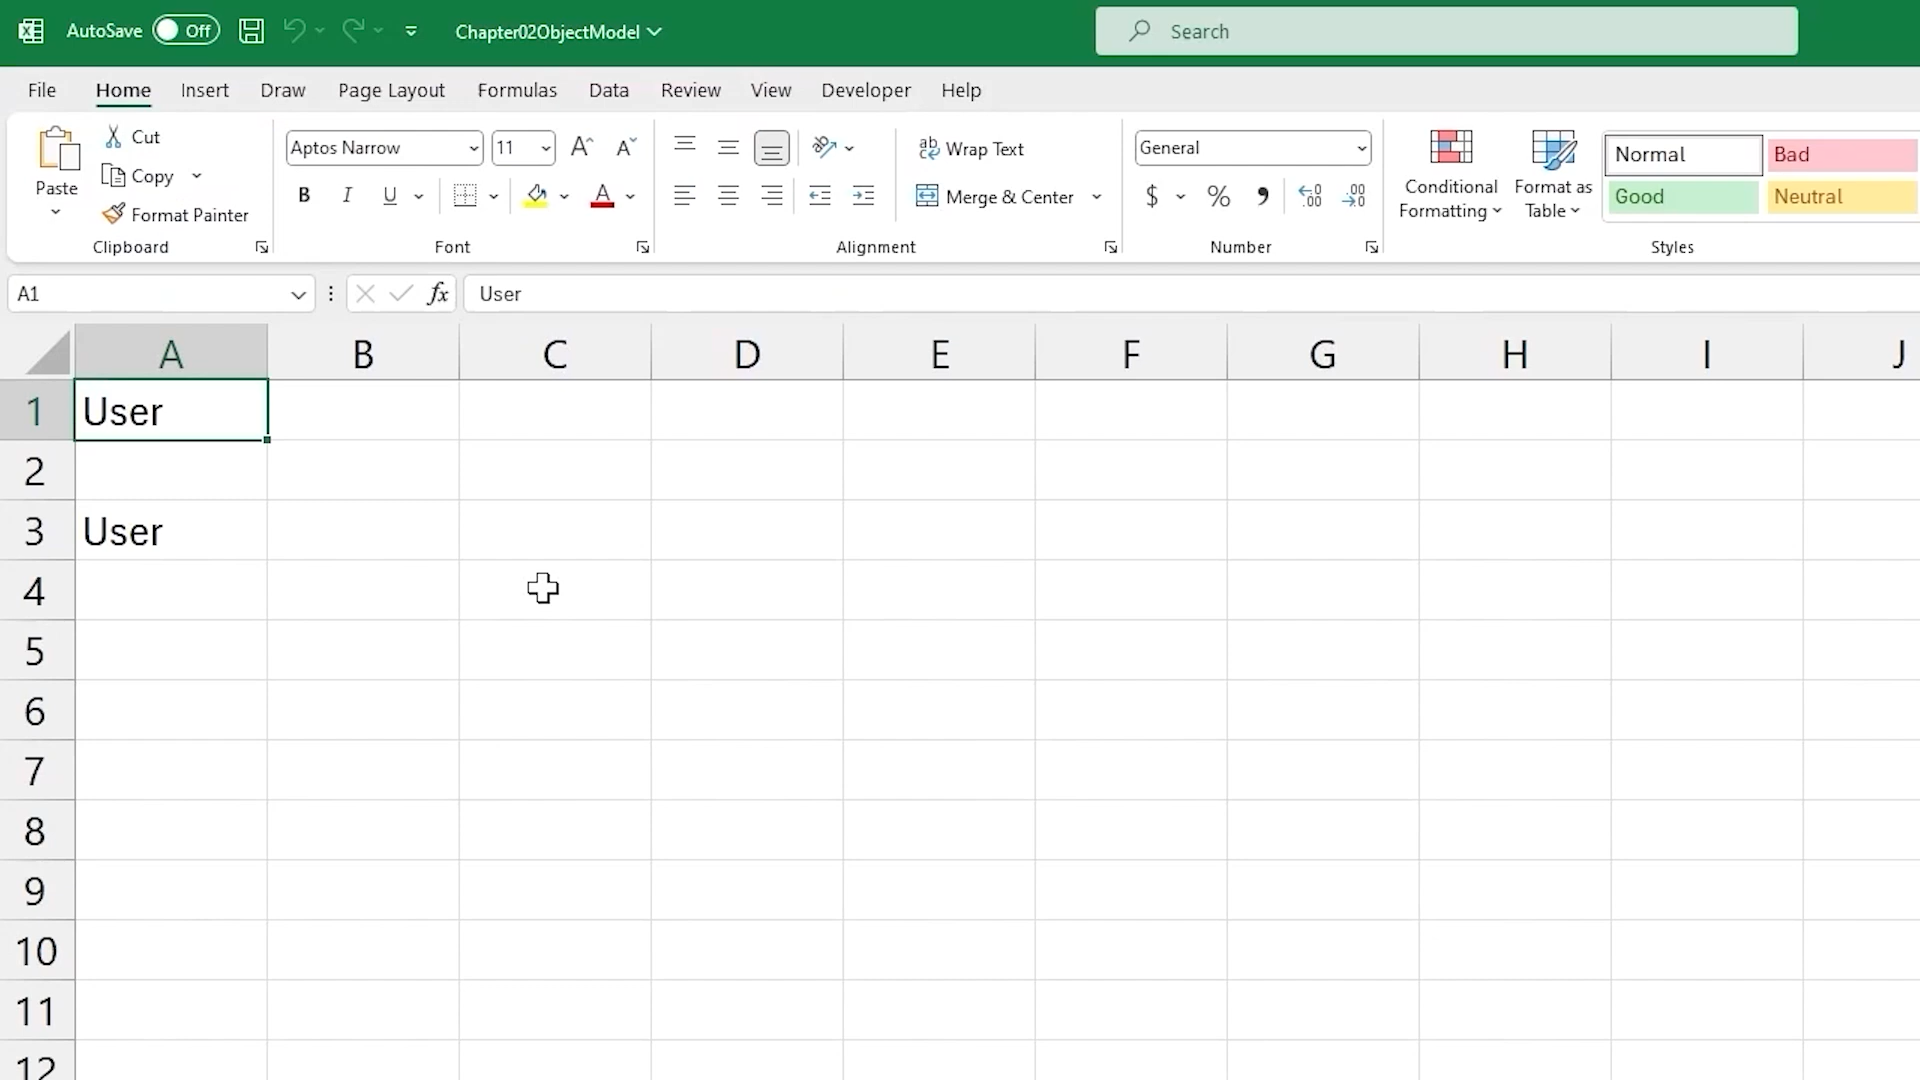 AutoSave Off Chapter02ObjectModel Search
File Home Insert Draw Page Layout Formulas Data Review View Developer Help
Paste
Cut
Copy
Format Painter
Clipboard
Aptos Narrow 11
B I U A
Font
Wrap Text
Merge & Center
Alignment
General
$ % 9 .00 .00
Number
Conditional
Formatting
Format as
Table
Normal Bad
Good Neutral
Styles
A1 fx User
A B C D E F G H I J
1 User
2
3 User
4
5
6
7
8
9
10
11
12